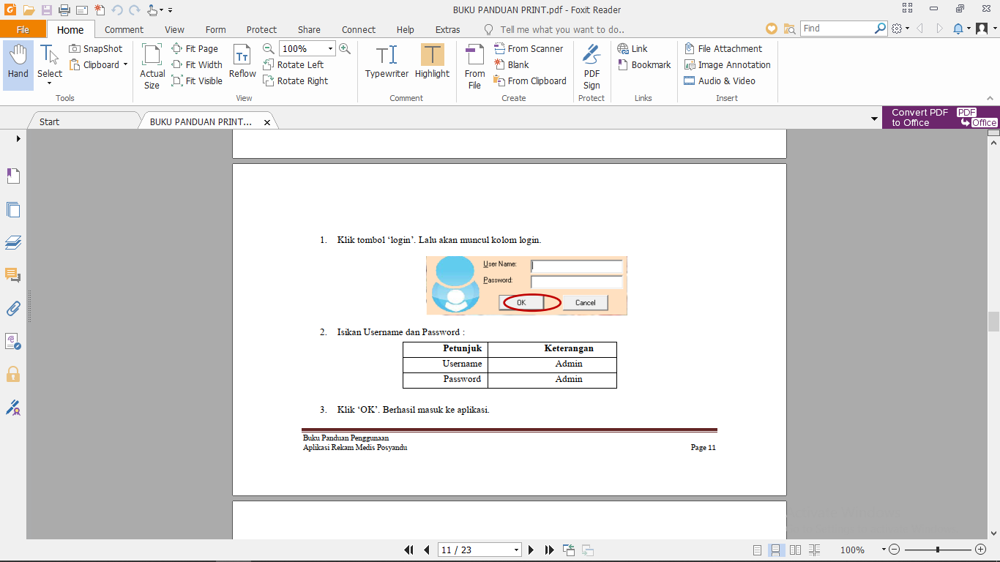 BUKU PANDUAN PRINT.pdf - Foxit Reader
File Home Comment View Form Protect Share Connect Help Extras Tell me what you want to do.. Find
Hand
Select
SnapShot
Clipboard
Tools
Actual Size
Fit Page
Fit Width
Fit Visible
Reflow
100%
Rotate Left
Rotate Right
View
Typewriter
Highlight
Comment
From File
From Scanner
Blank
From Clipboard
Create
PDF Sign
Protect
Link
Bookmark
Links
File Attachment
Image Annotation
Audio & Video
Insert
Start
BUKU PANDUAN PRINT...
Convert PDF
to Office
PDF
Office
1. Klik tombol ‘login’. Lalu akan muncul kolom login.
User Name:
Password:
OK Cancel
2. Isikan Username dan Password :
Petunjuk Keterangan
Username Admin
Password Admin
3. Klik ‘OK’. Berhasil masuk ke aplikasi.
Buku Panduan Penggunaan
Aplikasi Rekam Medis Posyandu Page 11
11 / 23
100%